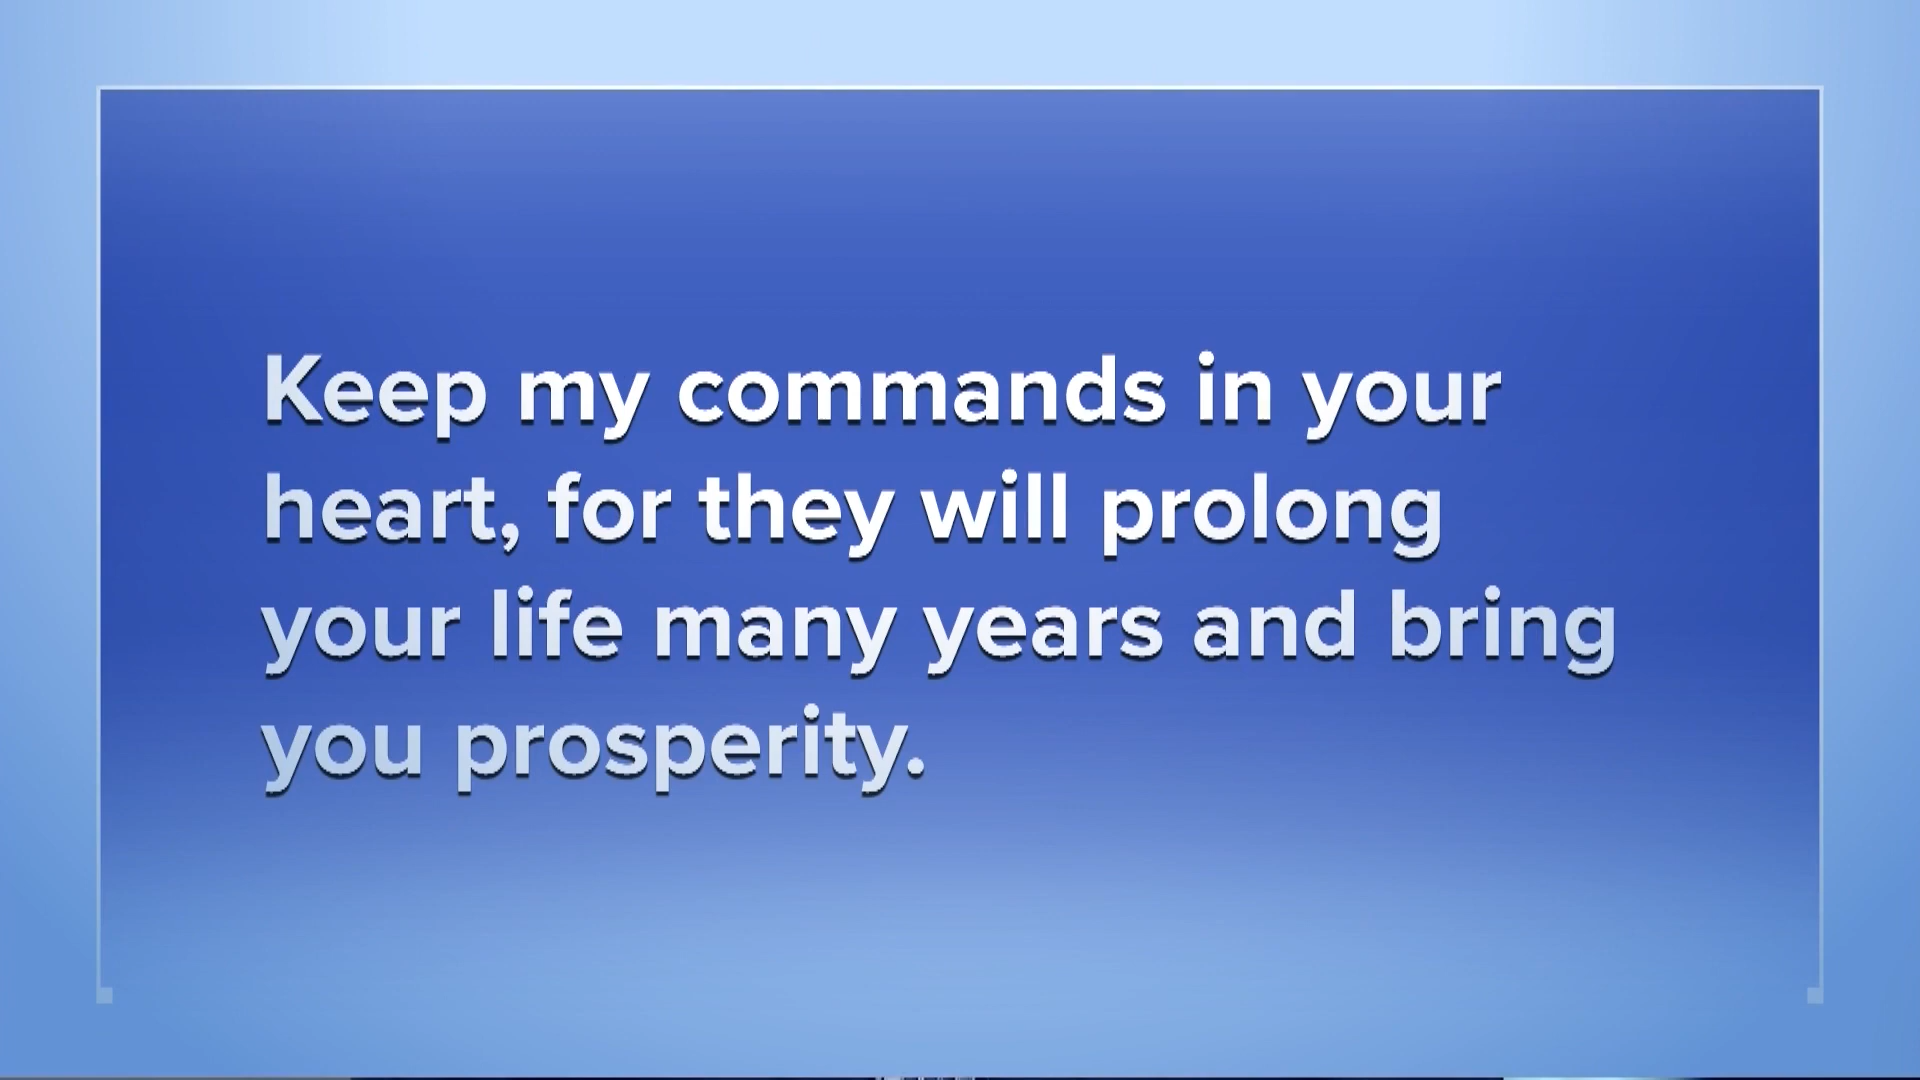 Keep my commands in your
heart, for they will prolong
your life many years and bring
you prosperity.